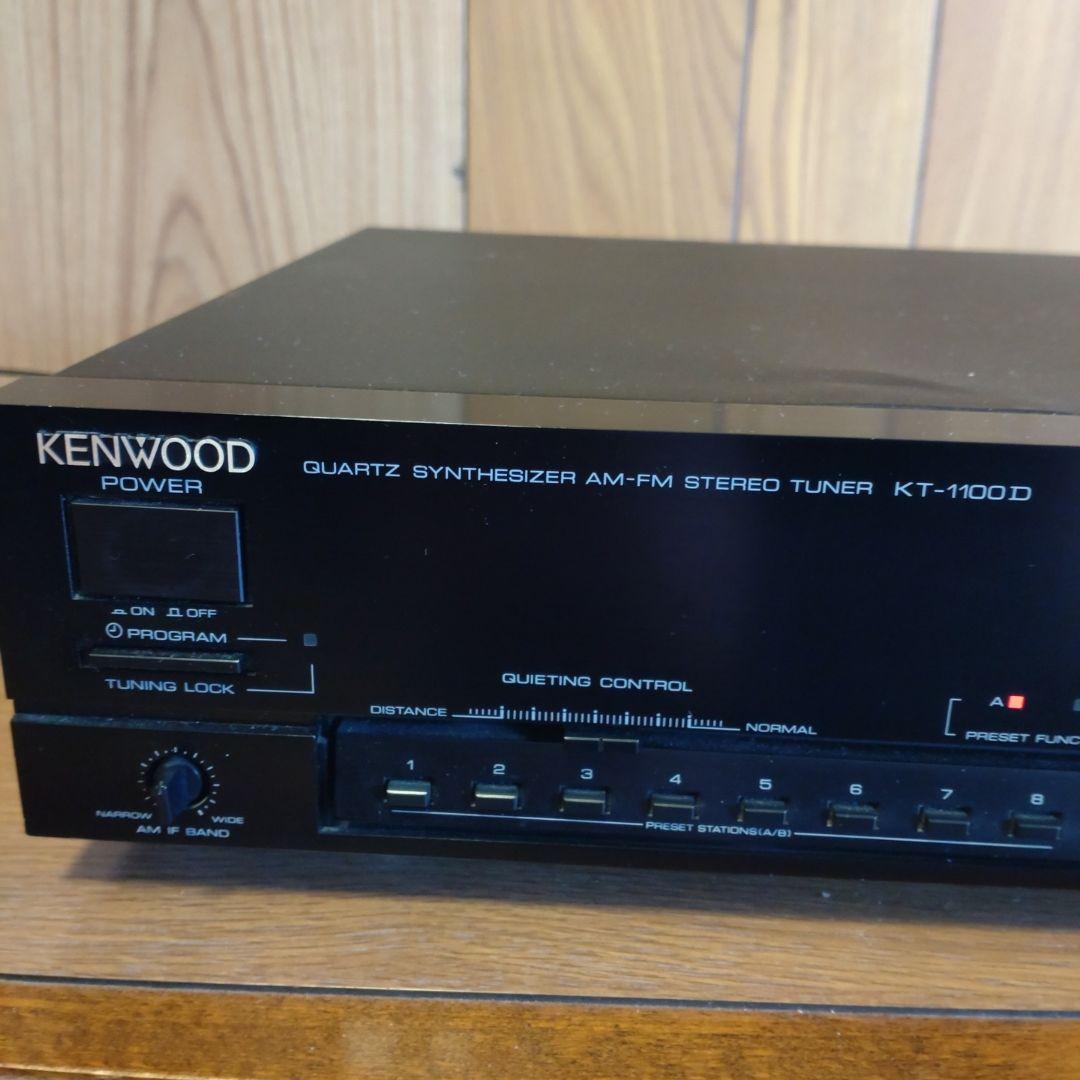 KENWOOD
QUARTZ SYNTHESIZER AM-FM STEREO TUNER KT-1100D
POWER
ON OFF
PROGRAM
TUNING LOCK
QUIETING CONTROL
DISTANCE NORMAL
A
PRESET FUNC
1 2 3 4 5 6 7 8
PRESET STATIONS(A/B)
NARROW WIDE
AM IF BAND